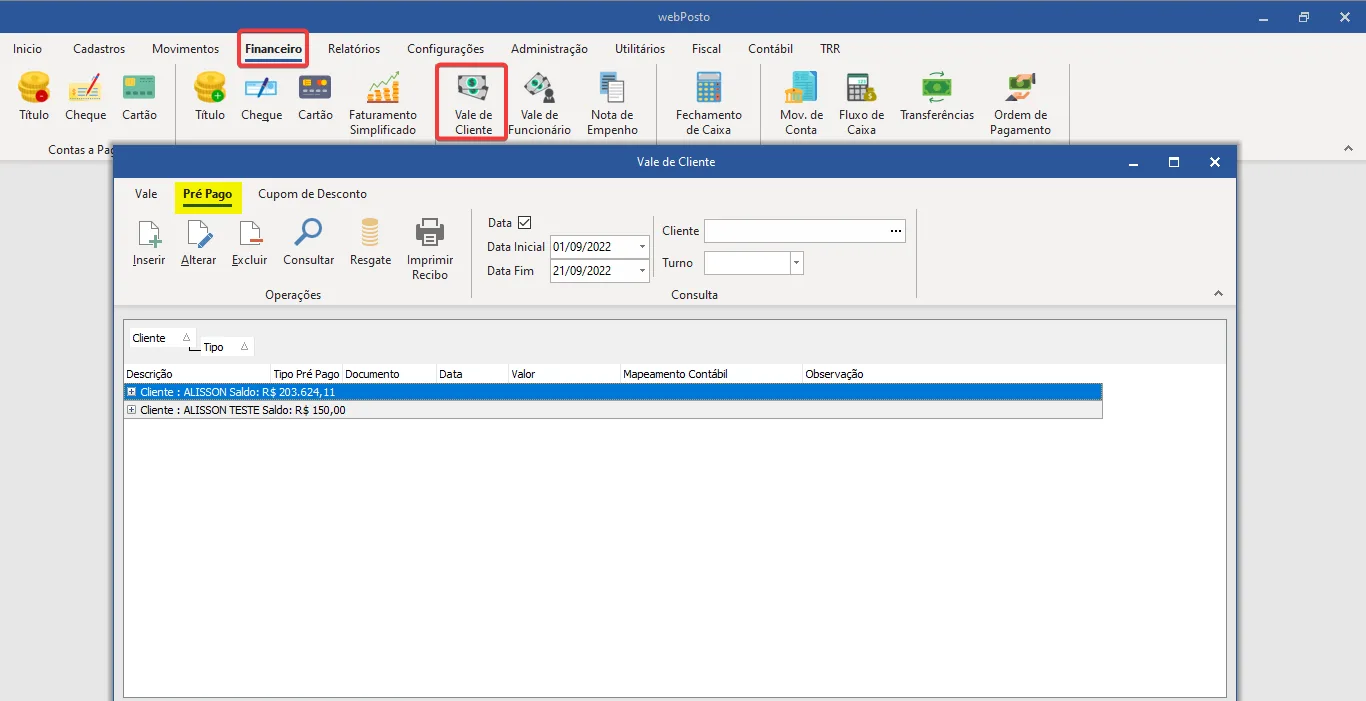 webPosto
Inicio Cadastros Movimentos Financeiro Relatórios Configurações Administração Utilitários Fiscal Contábil TRR
Título Cheque Cartão Título Cheque Cartão Faturamento Simplificado Vale de Cliente Vale de Funcionário Nota de Empenho Fechamento de Caixa Mov. de Conta Fluxo de Caixa Transferências Ordem de Pagamento
Contas a Pag
Vale de Cliente
Vale Pré Pago Cupom de Desconto
Inserir Alterar Excluir Consultar Resgate Imprimir Recibo
Operações
Data
Data Inicial 01/09/2022
Data Fim 21/09/2022
Cliente ...
Turno
Consulta
Cliente
Tipo
Descrição Tipo Pré Pago Documento Data Valor Mapeamento Contábil Observação
Cliente : ALISSON Saldo: R$ 203.624,11
Cliente : ALISSON TESTE Saldo: R$ 150,00